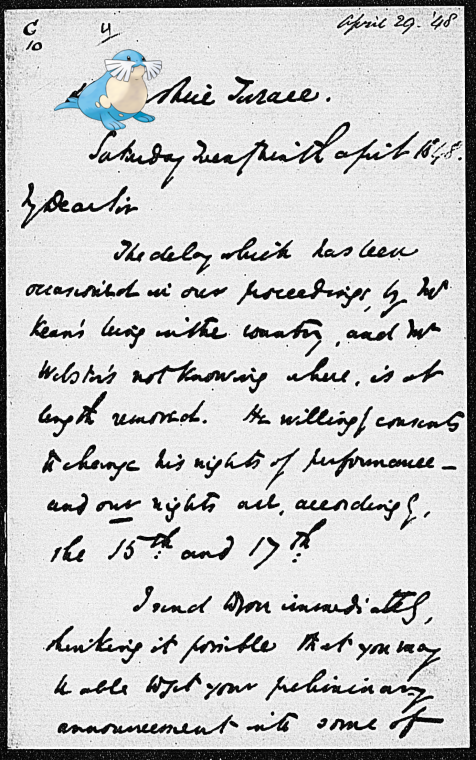 C
10
4
April 29. '48
shire Terrace.
Saturday Twenty Ninth April 1848.
My Dear Sir
The delay which has been
occasioned in our proceedings, by Mr
Kean's being in the country, and Mr
Webster's not knowing where, is at
length removed. He willingly consents
to change his nights of performance —
and our nights are, accordingly,
the 15th and 17th
I send down immediately,
thinking it possible that you may
be able to get your preliminary
announcement into some of